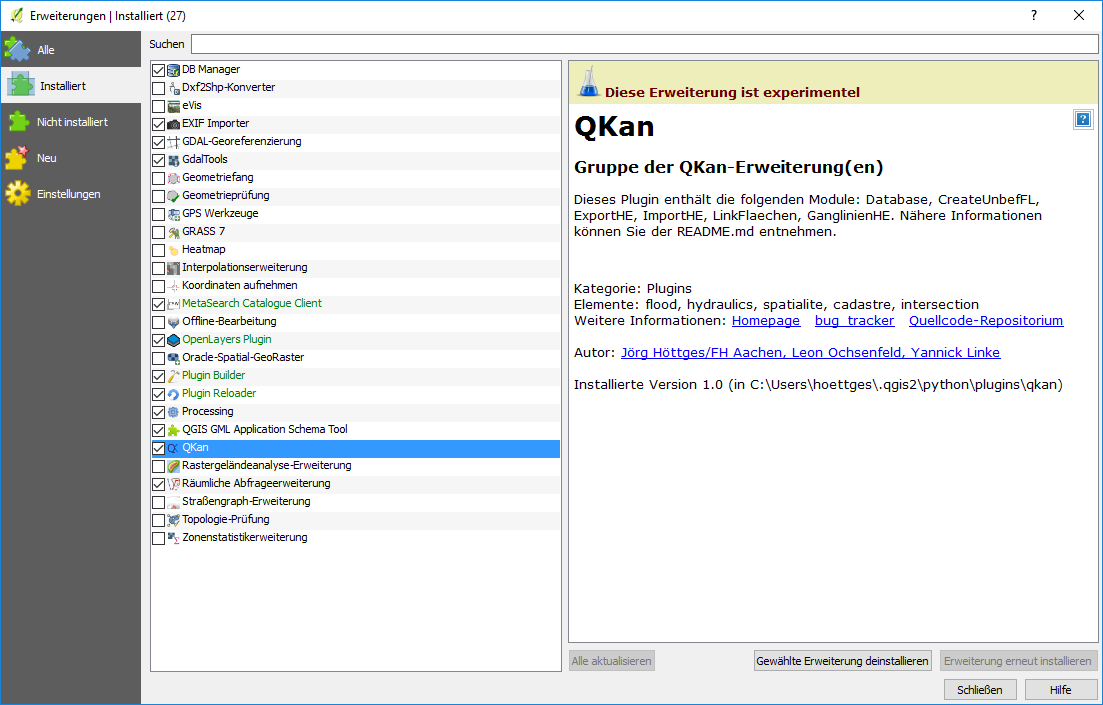 Erweiterungen | Installiert (27)
?
Alle
Installiert
Nicht installiert
Neu
Einstellungen
Suchen
DB Manager
Dxf2Shp-Konverter
eVis
EXIF Importer
GDAL-Georeferenzierung
GdalTools
Geometriefang
Geometrieprüfung
GPS Werkzeuge
GRASS 7
Heatmap
Interpolationserweiterung
Koordinaten aufnehmen
MetaSearch Catalogue Client
Offline-Bearbeitung
OpenLayers Plugin
Oracle-Spatial-GeoRaster
Plugin Builder
Plugin Reloader
Processing
QGIS GML Application Schema Tool
QKan
Rastergeländeanalyse-Erweiterung
Räumliche Abfrageerweiterung
Straßengraph-Erweiterung
Topologie-Prüfung
Zonenstatistikerweiterung
Diese Erweiterung ist experimentel
QKan
?
Gruppe der QKan-Erweiterung(en)
Dieses Plugin enthält die folgenden Module: Database, CreateUnbefFL,
ExportHE, ImportHE, LinkFlaechen, GanglinienHE. Nähere Informationen
können Sie der README.md entnehmen.
Kategorie: Plugins
Elemente: flood, hydraulics, spatialite, cadastre, intersection
Weitere Informationen: Homepage bug tracker Quellcode-Repositorium
Autor: Jörg Höttges/FH Aachen, Leon Ochsenfeld, Yannick Linke
Installierte Version 1.0 (in C:\Users\hoettges\.qgis2\python\plugins\qkan)
Alle aktualisieren
Gewählte Erweiterung deinstallieren
Erweiterung erneut installieren
Schließen
Hilfe